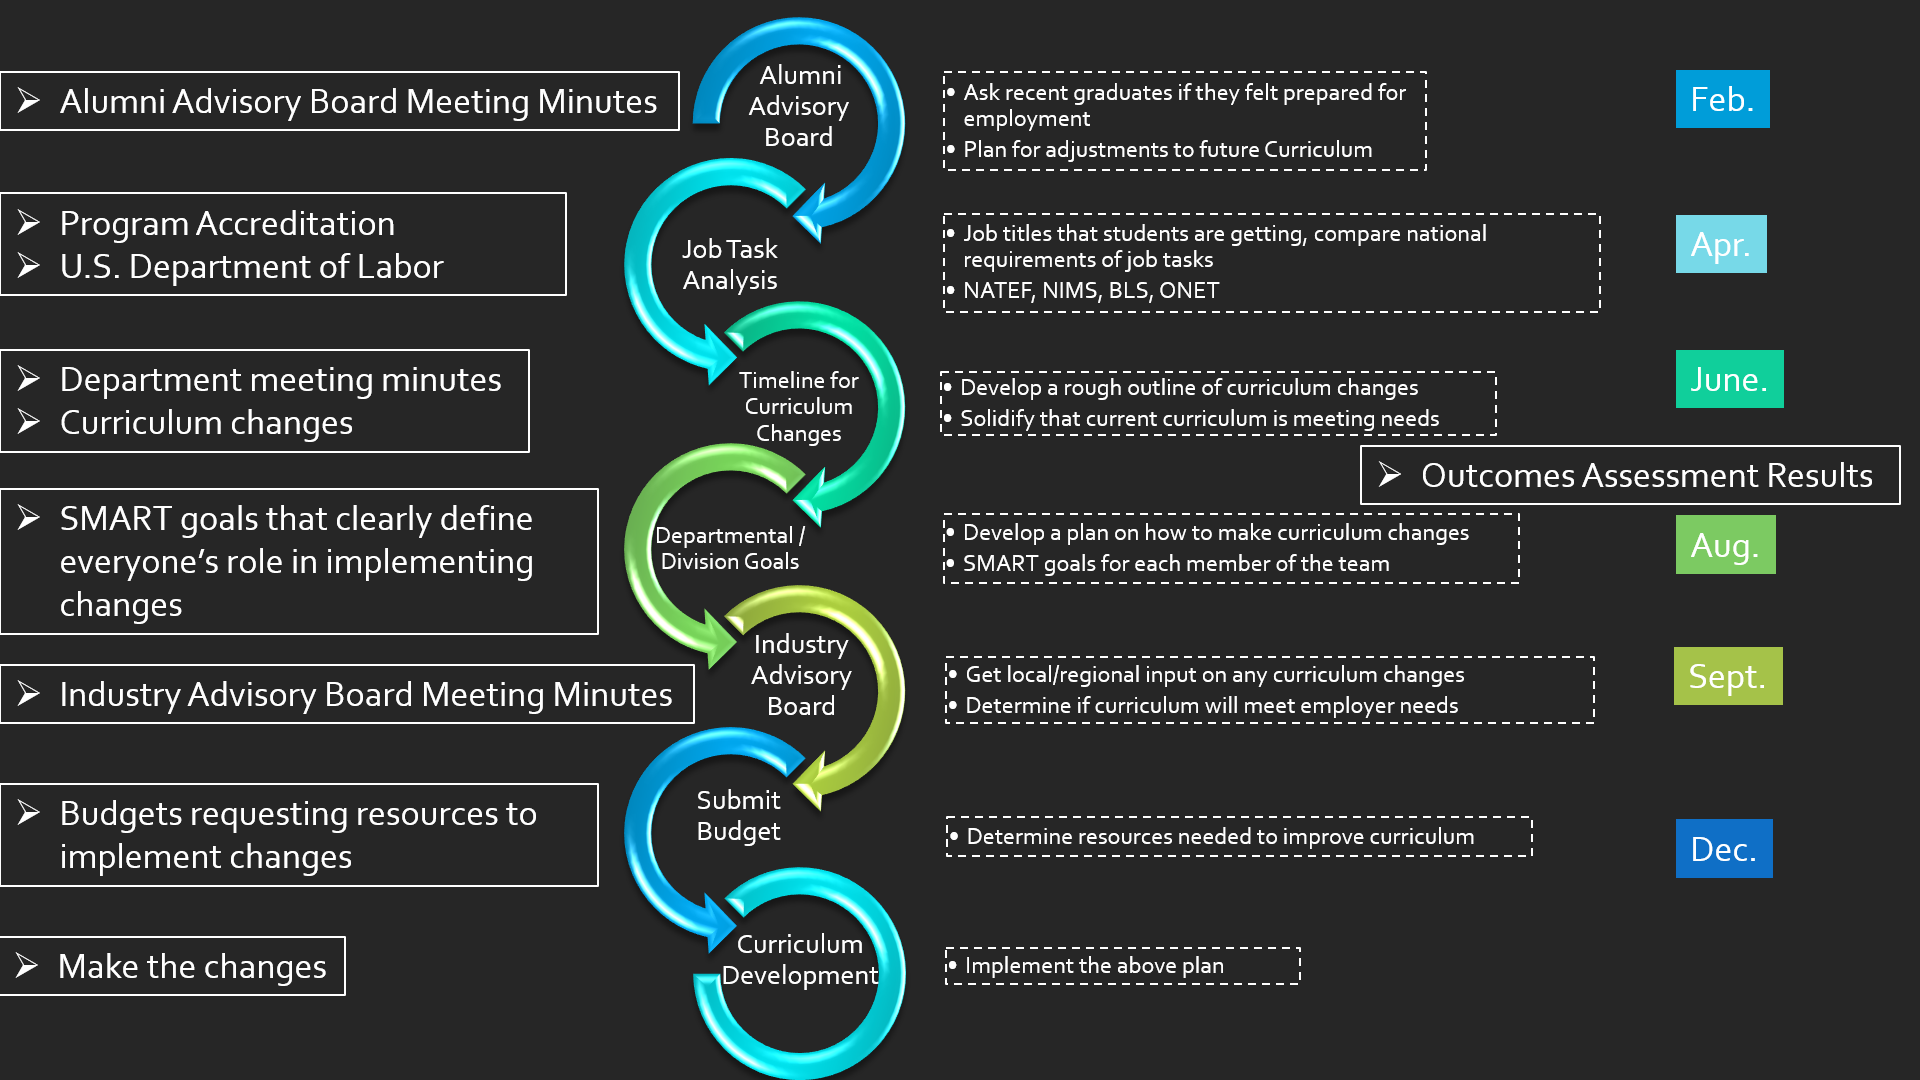 Alumni Advisory Board Meeting Minutes
Alumni
Advisory
Board
• Ask recent graduates if they felt prepared for
employment
• Plan for adjustments to future Curriculum
Feb.
Program Accreditation
U.S. Department of Labor
Job Task
Analysis
• Job titles that students are getting, compare national
requirements of job tasks
• NATEF, NIMS, BLS, ONET
Apr.
Department meeting minutes
Curriculum changes
Timeline for
Curriculum
Changes
• Develop a rough outline of curriculum changes
• Solidify that current curriculum is meeting needs
June.
Outcomes Assessment Results
SMART goals that clearly define
everyone’s role in implementing
changes
Departmental /
Division Goals
• Develop a plan on how to make curriculum changes
• SMART goals for each member of the team
Aug.
Industry Advisory Board Meeting Minutes
Industry
Advisory
Board
• Get local/regional input on any curriculum changes
• Determine if curriculum will meet employer needs
Sept.
Budgets requesting resources to
implement changes
Submit
Budget
• Determine resources needed to improve curriculum
Dec.
Make the changes
Curriculum
Development
• Implement the above plan